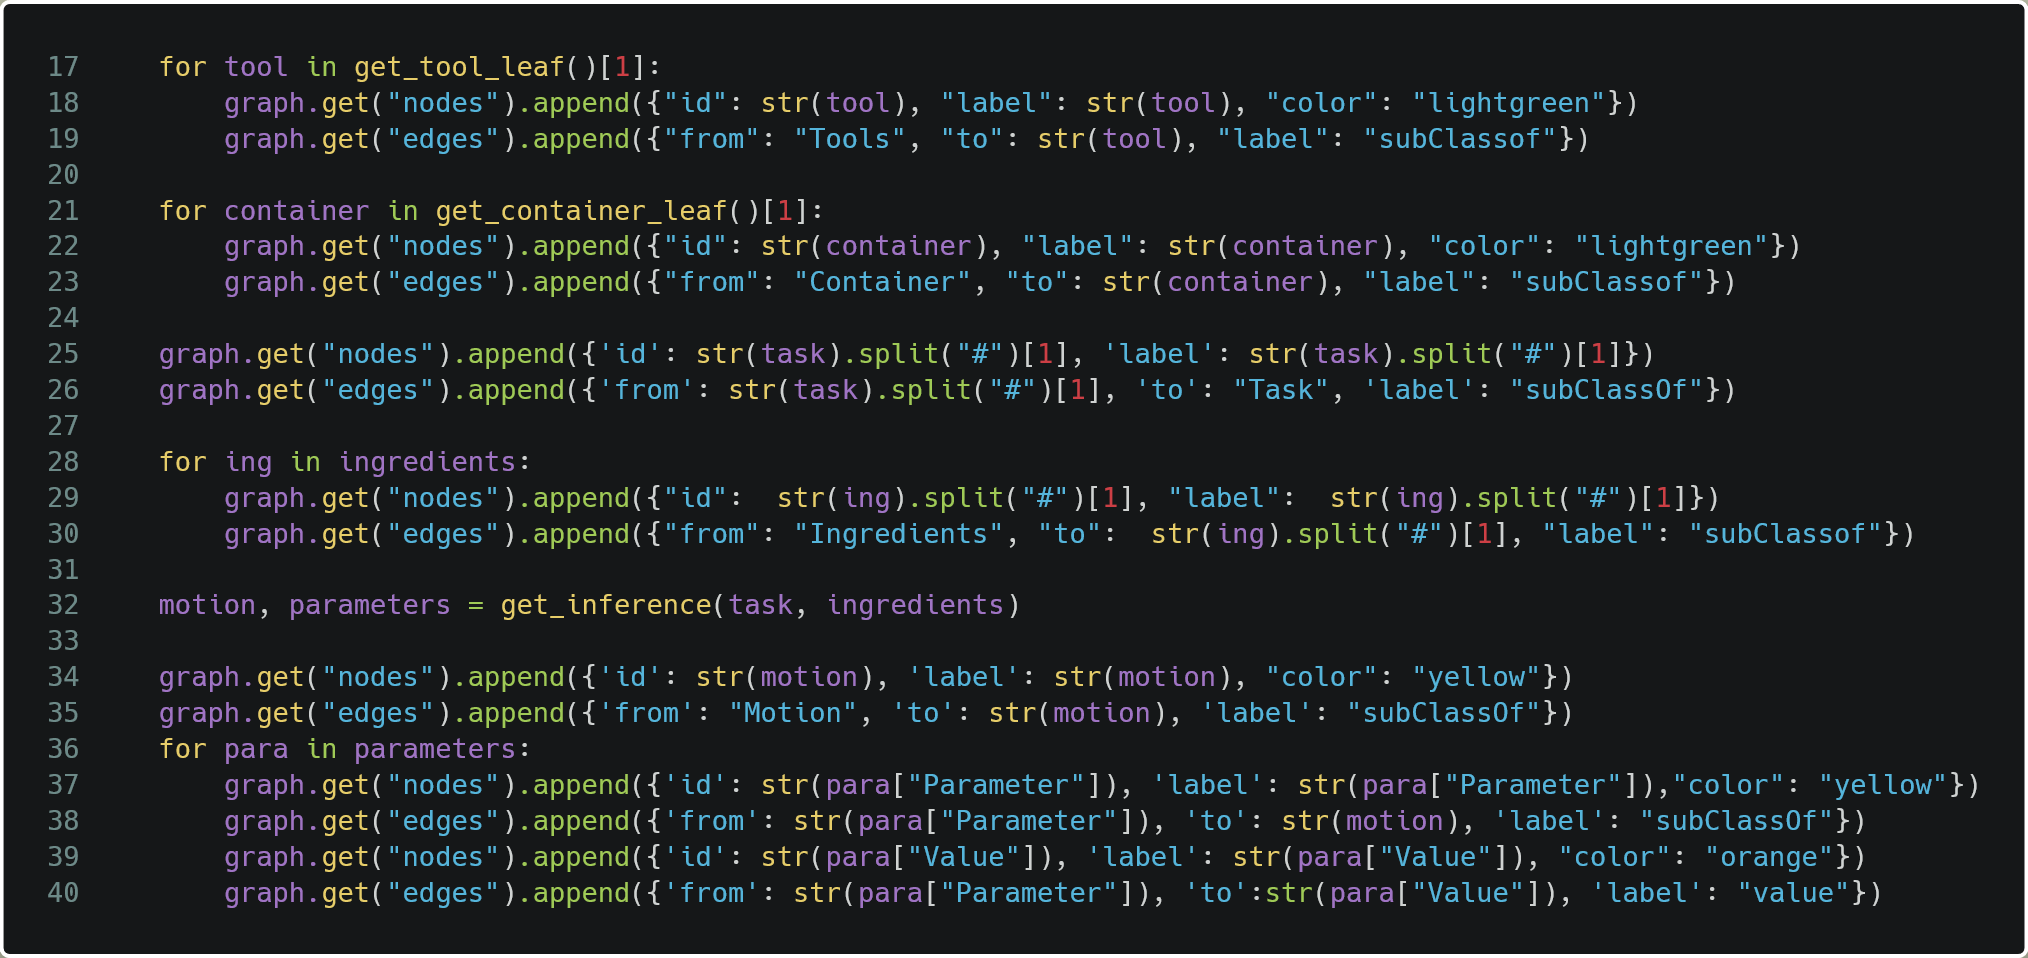 17 for tool in get_tool_leaf()[1]:
18 graph.get("nodes").append({"id": str(tool), "label": str(tool), "color": "lightgreen"})
19 graph.get("edges").append({"from": "Tools", "to": str(tool), "label": "subClassof"})
20
21 for container in get_container_leaf()[1]:
22 graph.get("nodes").append({"id": str(container), "label": str(container), "color": "lightgreen"})
23 graph.get("edges").append({"from": "Container", "to": str(container), "label": "subClassof"})
24
25 graph.get("nodes").append({'id': str(task).split("#")[1], 'label': str(task).split("#")[1]})
26 graph.get("edges").append({'from': str(task).split("#")[1], 'to': "Task", 'label': "subClassOf"})
27
28 for ing in ingredients:
29 graph.get("nodes").append({"id":  str(ing).split("#")[1], "label":  str(ing).split("#")[1]})
30 graph.get("edges").append({"from": "Ingredients", "to":  str(ing).split("#")[1], "label": "subClassof"})
31
32 motion, parameters = get_inference(task, ingredients)
33
34 graph.get("nodes").append({'id': str(motion), 'label': str(motion), "color": "yellow"})
35 graph.get("edges").append({'from': "Motion", 'to': str(motion), 'label': "subClassOf"})
36 for para in parameters:
37 graph.get("nodes").append({'id': str(para["Parameter"]), 'label': str(para["Parameter"]),"color": "yellow"})
38 graph.get("edges").append({'from': str(para["Parameter"]), 'to': str(motion), 'label': "subClassOf"})
39 graph.get("nodes").append({'id': str(para["Value"]), 'label': str(para["Value"]), "color": "orange"})
40 graph.get("edges").append({'from': str(para["Parameter"]), 'to':str(para["Value"]), 'label': "value"})